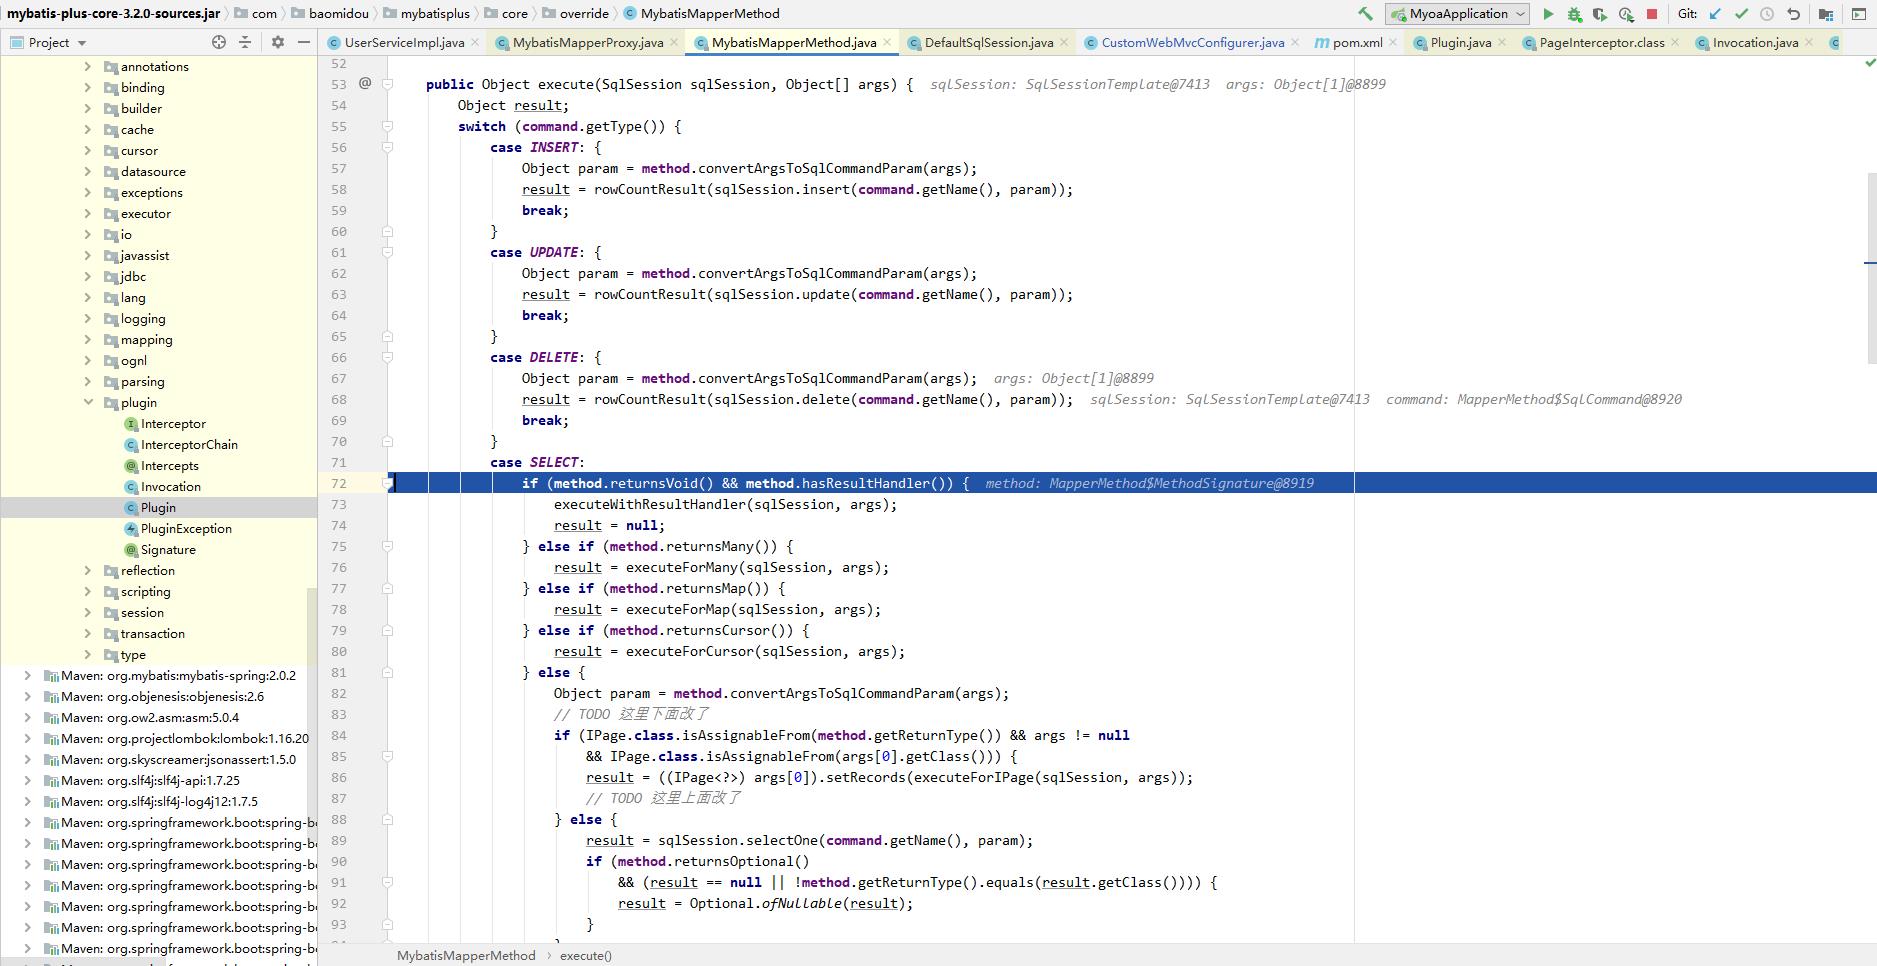 mybatis-plus-core-3.2.0-sources.jar com baomidou mybatisplus core override MybatisMapperMethod MyoaApplication Git:
Project UserServiceImpl.java MybatisMapperProxy.java MybatisMapperMethod.java DefaultSqlSession.java CustomWebMvcConfigurer.java pom.xml Plugin.java PageInterceptor.class Invocation.java
annotations
binding
builder
cache
cursor
datasource
exceptions
executor
io
javassist
jdbc
lang
logging
mapping
ognl
parsing
plugin
Interceptor
InterceptorChain
Intercepts
Invocation
Plugin
PluginException
Signature
reflection
scripting
session
transaction
type
Maven: org.mybatis:mybatis-spring:2.0.2
Maven: org.objenesis:objenesis:2.6
Maven: org.ow2.asm:asm:5.0.4
Maven: org.projectlombok:lombok:1.16.20
Maven: org.skyscreamer:jsonassert:1.5.0
Maven: org.slf4j:slf4j-api:1.7.25
Maven: org.slf4j:slf4j-log4j12:1.7.5
Maven: org.springframework.boot:spring-bo
Maven: org.springframework.boot:spring-bo
Maven: org.springframework.boot:spring-bo
Maven: org.springframework.boot:spring-bo
Maven: org.springframework.boot:spring-bo
Maven: org.springframework.boot:spring-bo
Maven: org.springframework.boot:spring-bo
52
53 @ public Object execute(SqlSession sqlSession, Object[] args) { sqlSession: SqlSessionTemplate@7413 args: Object[1]@8899
54 Object result;
55 switch (command.getType()) {
56 case INSERT: {
57 Object param = method.convertArgsToSqlCommandParam(args);
58 result = rowCountResult(sqlSession.insert(command.getName(), param));
59 break;
60 }
61 case UPDATE: {
62 Object param = method.convertArgsToSqlCommandParam(args);
63 result = rowCountResult(sqlSession.update(command.getName(), param));
64 break;
65 }
66 case DELETE: {
67 Object param = method.convertArgsToSqlCommandParam(args); args: Object[1]@8899
68 result = rowCountResult(sqlSession.delete(command.getName(), param)); sqlSession: SqlSessionTemplate@7413 command: MapperMethod$SqlCommand@8920
69 break;
70 }
71 case SELECT:
72 if (method.returnsVoid() && method.hasResultHandler()) { method: MapperMethod$MethodSignature@8919
73 executeWithResultHandler(sqlSession, args);
74 result = null;
75 } else if (method.returnsMany()) {
76 result = executeForMany(sqlSession, args);
77 } else if (method.returnsMap()) {
78 result = executeForMap(sqlSession, args);
79 } else if (method.returnsCursor()) {
80 result = executeForCursor(sqlSession, args);
81 } else {
82 Object param = method.convertArgsToSqlCommandParam(args);
83 // TODO 这里下面改了
84 if (IPage.class.isAssignableFrom(method.getReturnType()) && args != null
85 && IPage.class.isAssignableFrom(args[0].getClass())) {
86 result = ((IPage<?>) args[0]).setRecords(executeForIPage(sqlSession, args));
87 // TODO 这里上面改了
88 } else {
89 result = sqlSession.selectOne(command.getName(), param);
90 if (method.returnsOptional()
91 && (result == null || !method.getReturnType().equals(result.getClass()))) {
92 result = Optional.ofNullable(result);
93 }
MybatisMapperMethod execute()